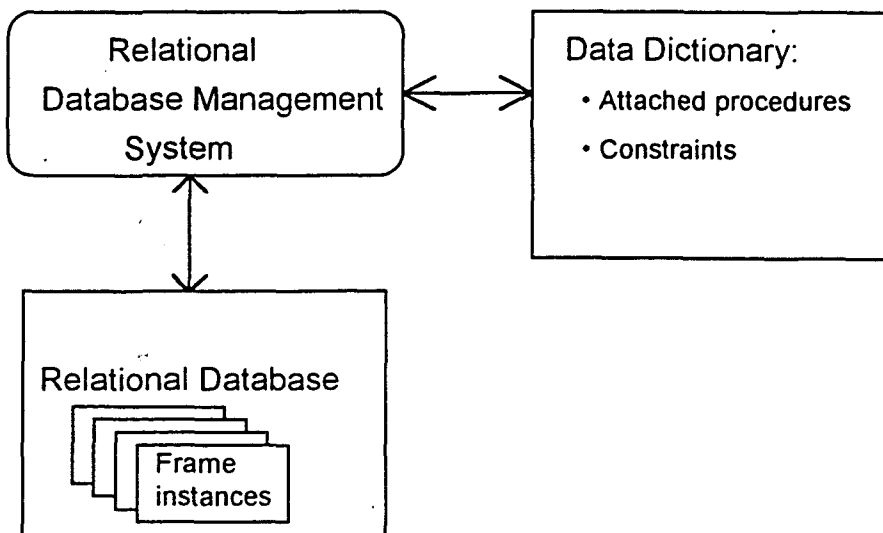 Relational
Database Management
System
Data Dictionary:
• Attached procedures
• Constraints
Relational Database
Frame
instances